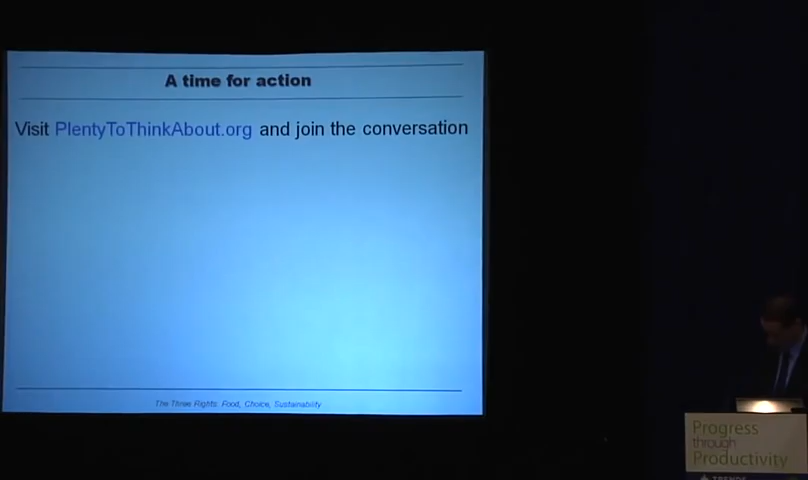 A time for action
Visit PlentyToThinkAbout.org and join the conversation
The Three Rights: Food, Choice, Sustainability
Progress
through
Productivity
TRENDS